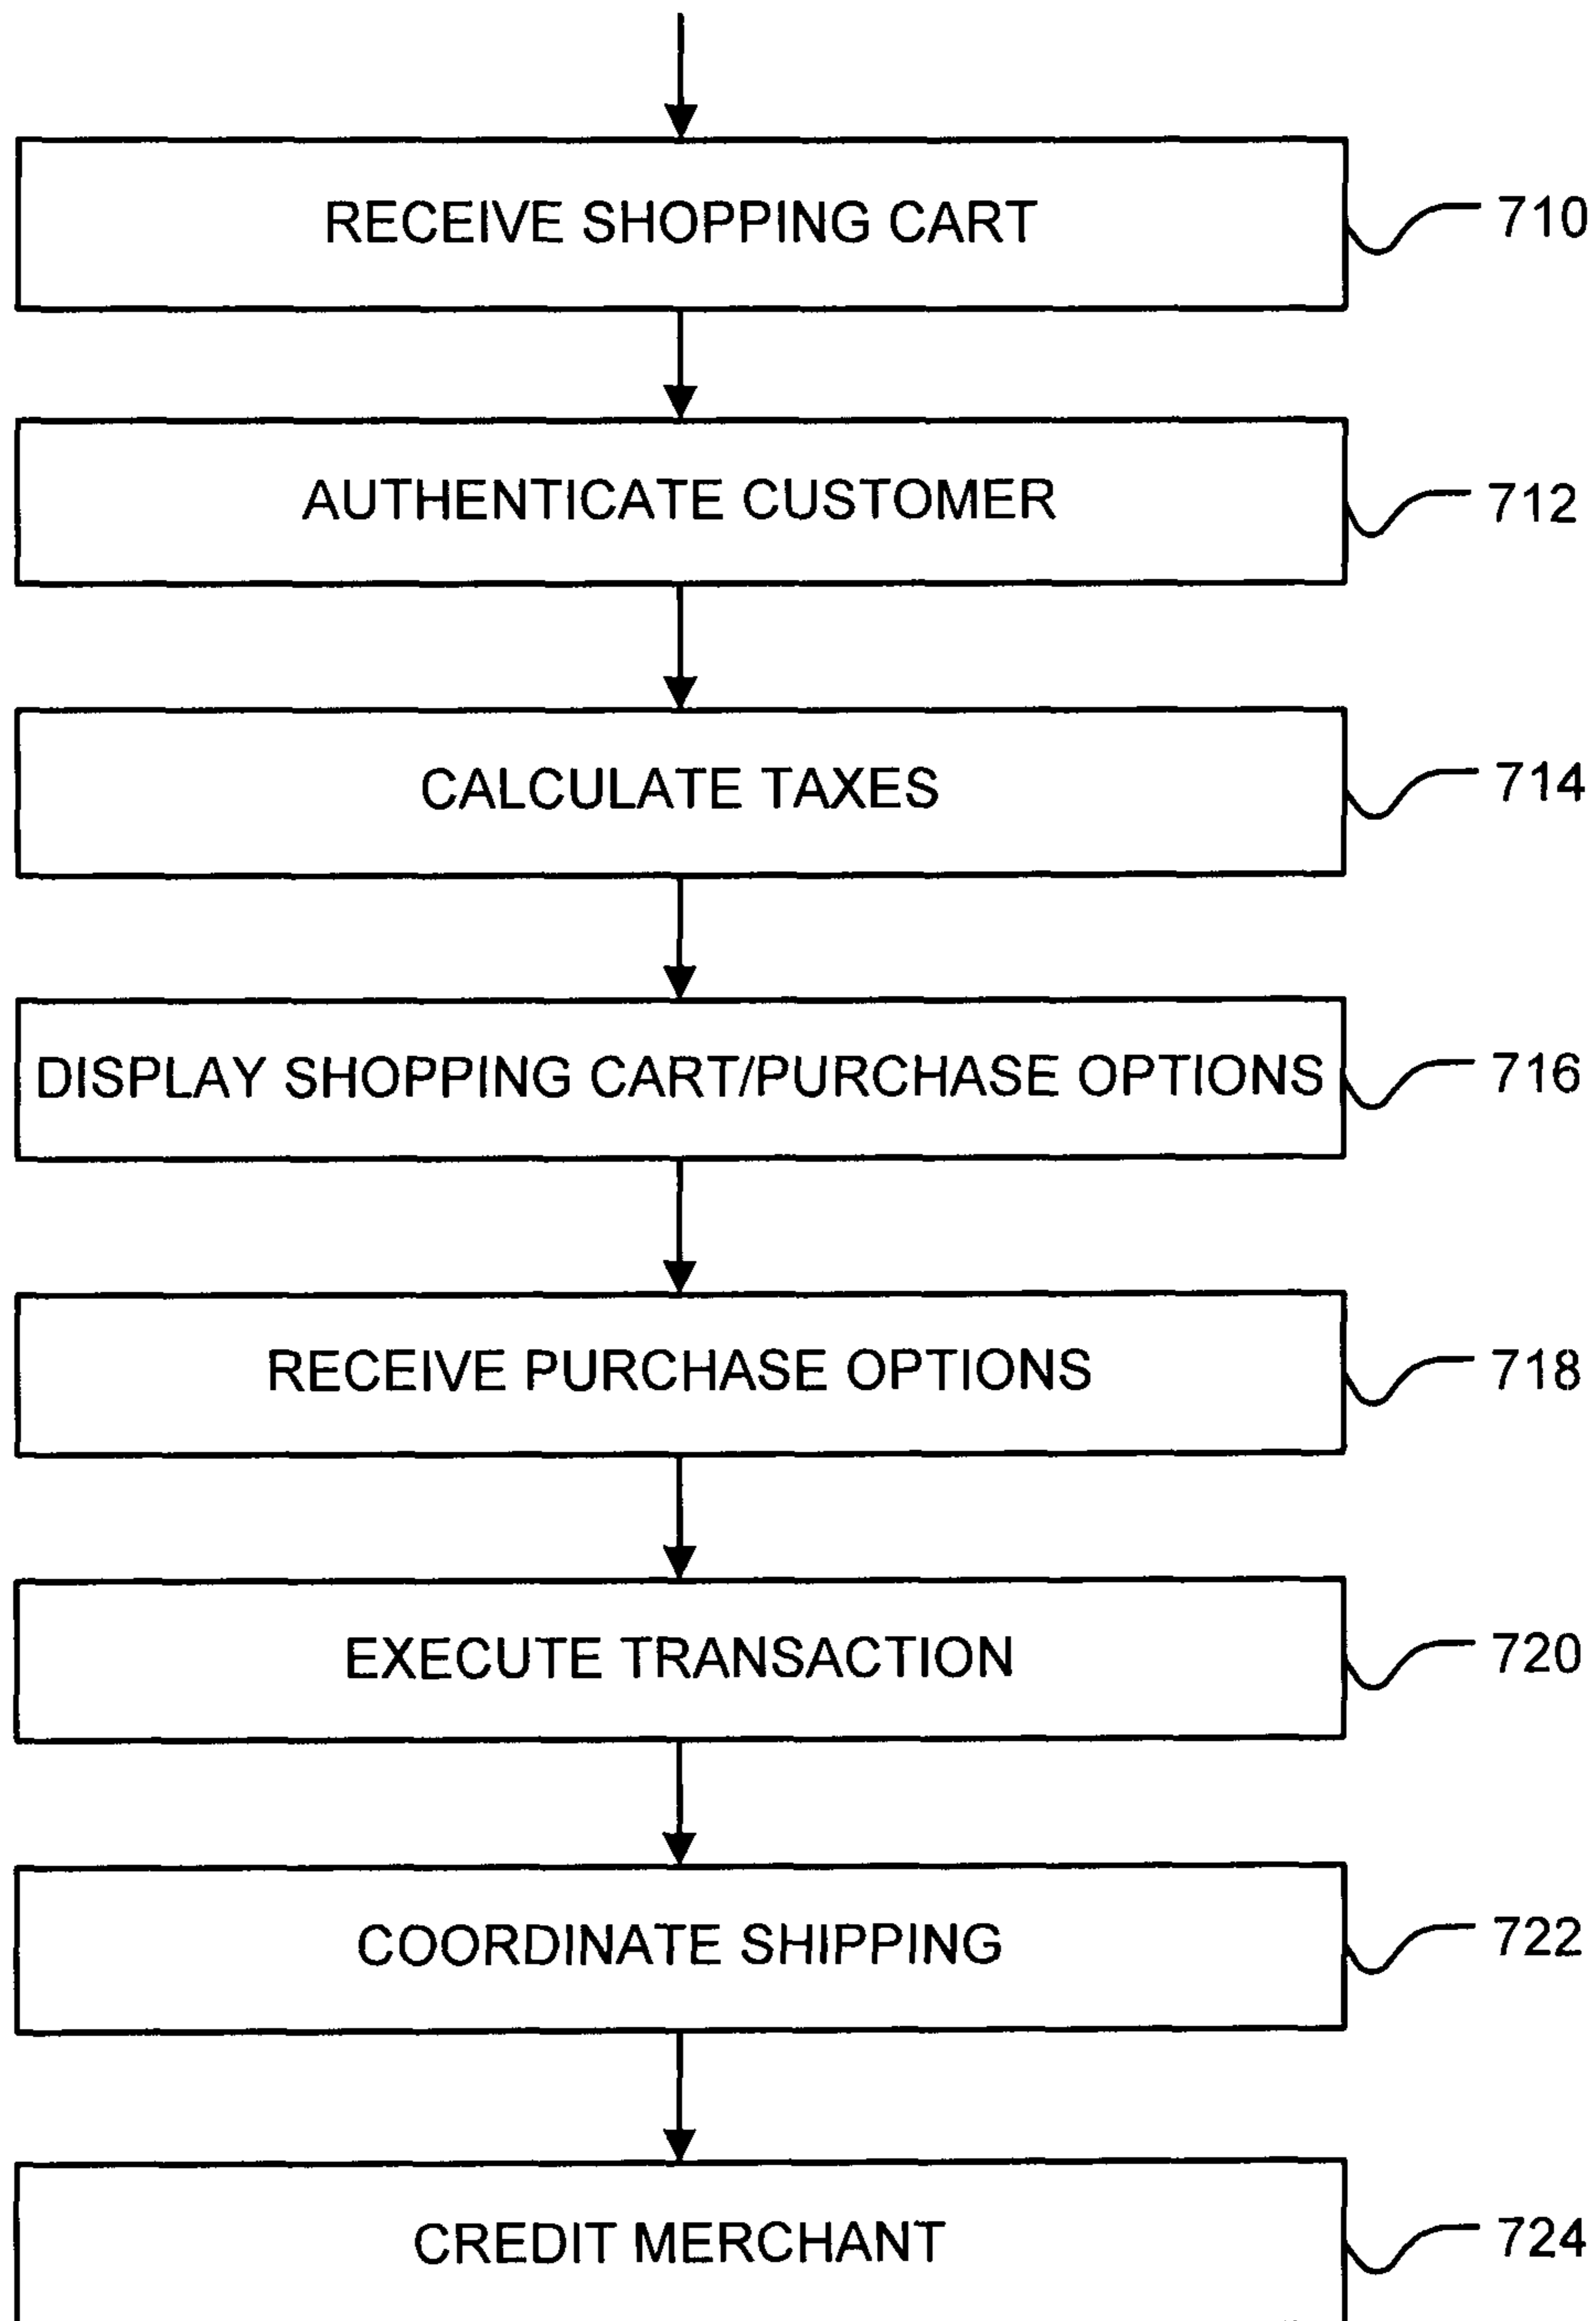 RECEIVE SHOPPING CART
710
AUTHENTICATE CUSTOMER
712
CALCULATE TAXES
714
DISPLAY SHOPPING CART/PURCHASE OPTIONS
716
RECEIVE PURCHASE OPTIONS
718
EXECUTE TRANSACTION
720
COORDINATE SHIPPING
722
CREDIT MERCHANT
724